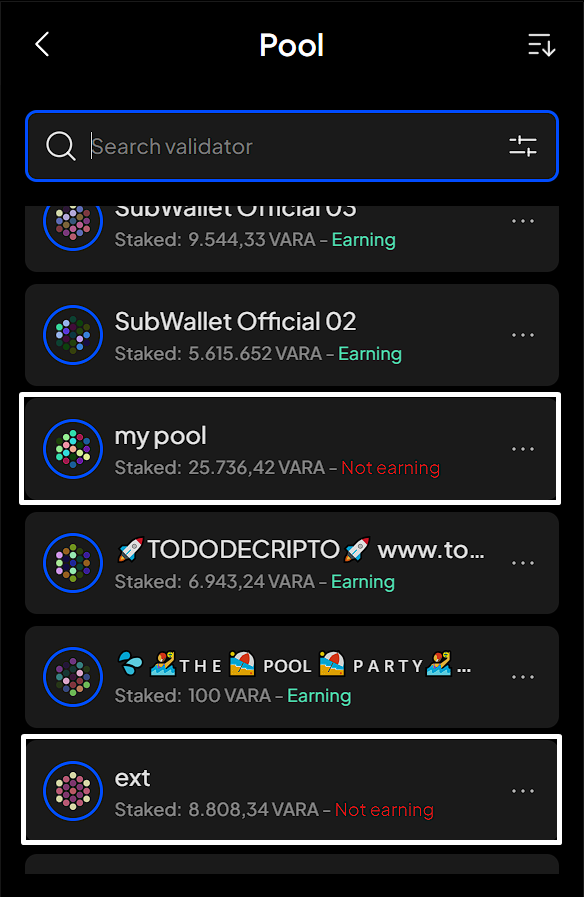 Pool
Search validator
SubWallet Official 03
Staked: 9.544,33 VARA - Earning
SubWallet Official 02
Staked: 5.615.652 VARA - Earning
my pool
Staked: 25.736,42 VARA - Not earning
🚀TODODECRIPTO🚀 www.to...
Staked: 6.943,24 VARA - Earning
💦 🤽 T H E 🏖 POOL 🏖 P A R T Y 🤽...
Staked: 100 VARA - Earning
ext
Staked: 8.808,34 VARA - Not earning